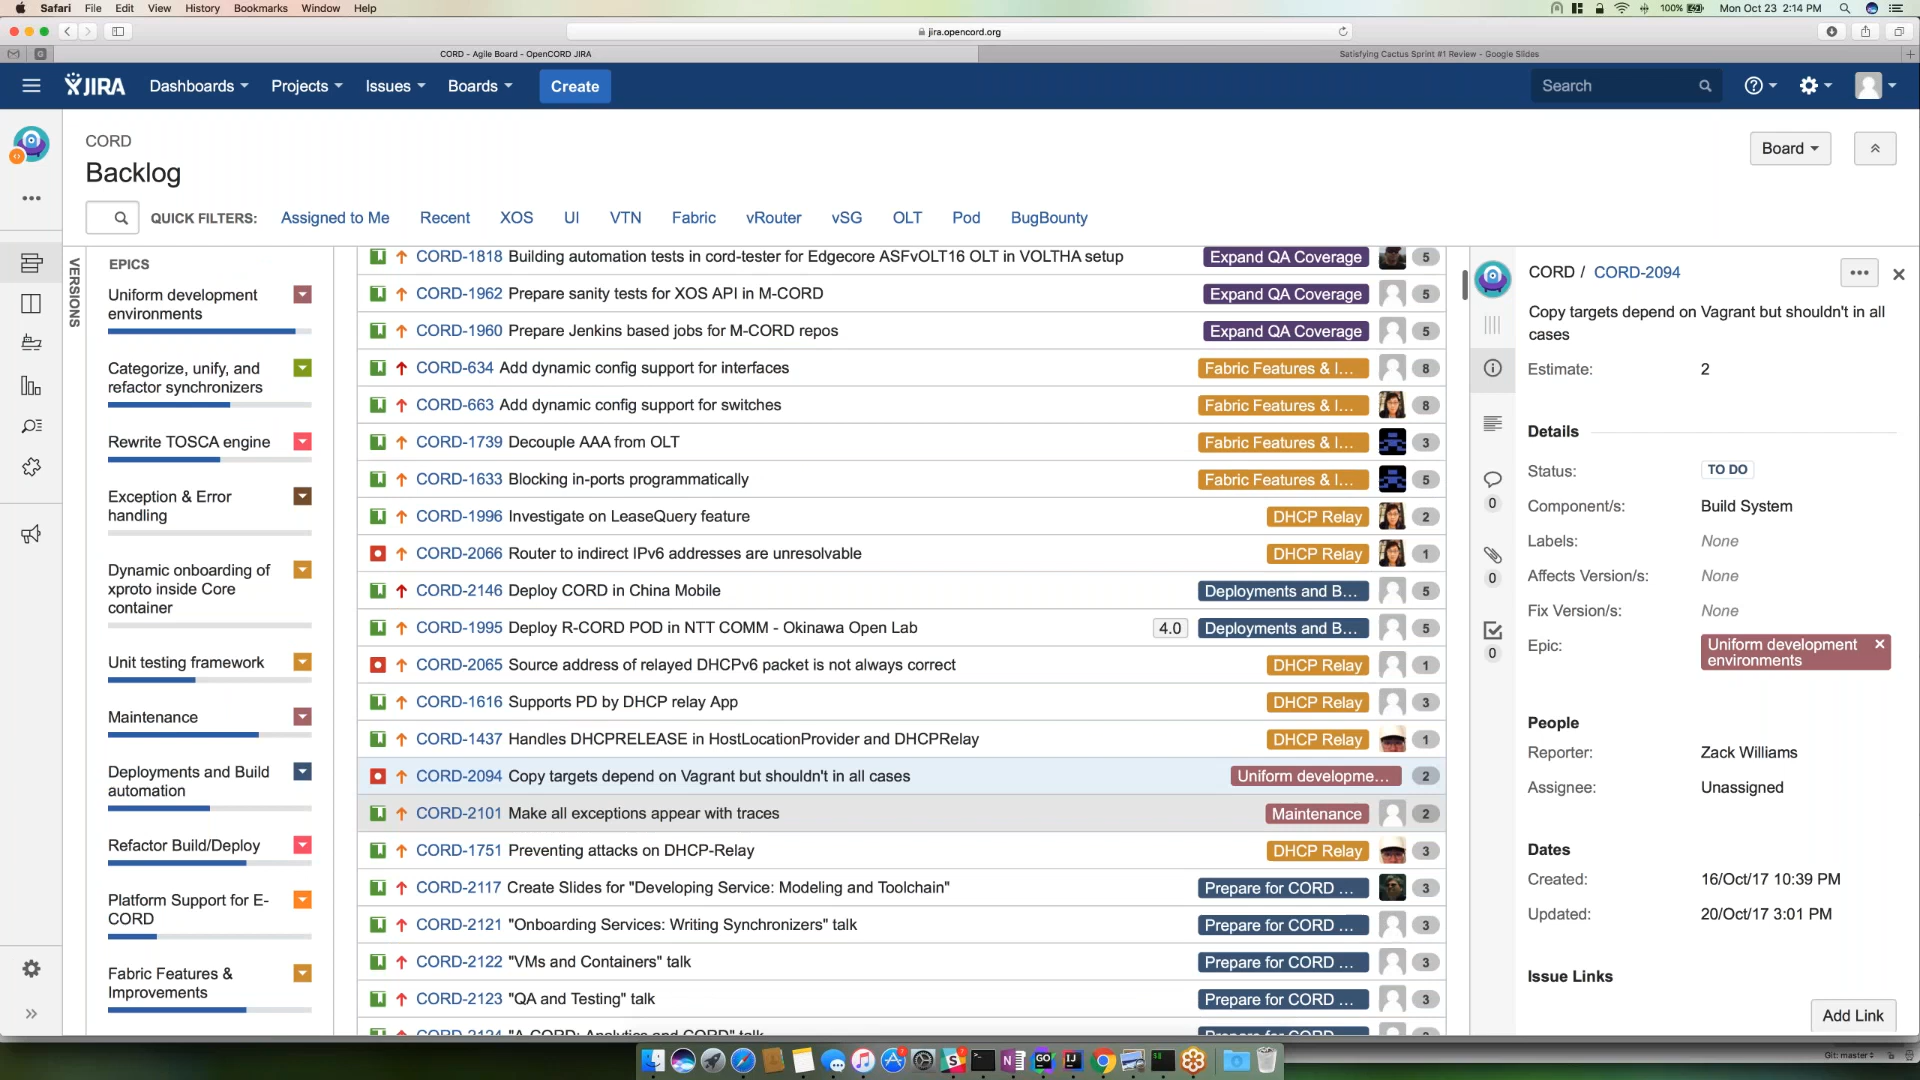 Safari File Edit View History Bookmarks Window Help
100% Mon Oct 23 2:14 PM
jira.opencord.org
CORD - Agile Board - OpenCORD JIRA
Satisfying Cactus Sprint #1 Review - Google Slides
JIRA Dashboards Projects Issues Boards Create Search
CORD
Backlog
Board
QUICK FILTERS: Assigned to Me Recent XOS UI VTN Fabric vRouter vSG OLT Pod BugBounty
VERSIONS
EPICS
Uniform development
environments
Categorize, unify, and
refactor synchronizers
Rewrite TOSCA engine
Exception & Error
handling
Dynamic onboarding of
xproto inside Core
container
Unit testing framework
Maintenance
Deployments and Build
automation
Refactor Build/Deploy
Platform Support for E-
CORD
Fabric Features &
Improvements
CORD-1818 Building automation tests in cord-tester for Edgecore ASFvOLT16 OLT in VOLTHA setup Expand QA Coverage 5
CORD-1962 Prepare sanity tests for XOS API in M-CORD Expand QA Coverage 5
CORD-1960 Prepare Jenkins based jobs for M-CORD repos Expand QA Coverage 5
CORD-634 Add dynamic config support for interfaces Fabric Features & I... 8
CORD-663 Add dynamic config support for switches Fabric Features & I... 8
CORD-1739 Decouple AAA from OLT Fabric Features & I... 3
CORD-1633 Blocking in-ports programmatically Fabric Features & I... 5
CORD-1996 Investigate on LeaseQuery feature DHCP Relay 2
CORD-2066 Router to indirect IPv6 addresses are unresolvable DHCP Relay 1
CORD-2146 Deploy CORD in China Mobile Deployments and B... 5
CORD-1995 Deploy R-CORD POD in NTT COMM - Okinawa Open Lab 4.0 Deployments and B... 5
CORD-2065 Source address of relayed DHCPv6 packet is not always correct DHCP Relay 1
CORD-1616 Supports PD by DHCP relay App DHCP Relay 3
CORD-1437 Handles DHCPRELEASE in HostLocationProvider and DHCPRelay DHCP Relay 1
CORD-2094 Copy targets depend on Vagrant but shouldn't in all cases Uniform developme... 2
CORD-2101 Make all exceptions appear with traces Maintenance 2
CORD-1751 Preventing attacks on DHCP-Relay DHCP Relay 3
CORD-2117 Create Slides for "Developing Service: Modeling and Toolchain" Prepare for CORD ... 3
CORD-2121 "Onboarding Services: Writing Synchronizers" talk Prepare for CORD ... 3
CORD-2122 "VMs and Containers" talk Prepare for CORD ... 3
CORD-2123 "QA and Testing" talk Prepare for CORD ... 3
CORD-2124 "A-CORD: Analytics and CORD" talk Prepare for CORD ...
0
0
0
CORD / CORD-2094
Copy targets depend on Vagrant but shouldn't in all
cases
Estimate: 2
Details
Status: TO DO
Component/s: Build System
Labels: None
Affects Version/s: None
Fix Version/s: None
Epic: Uniform development
environments
People
Reporter: Zack Williams
Assignee: Unassigned
Dates
Created: 16/Oct/17 10:39 PM
Updated: 20/Oct/17 3:01 PM
Issue Links
Add Link
Git: master